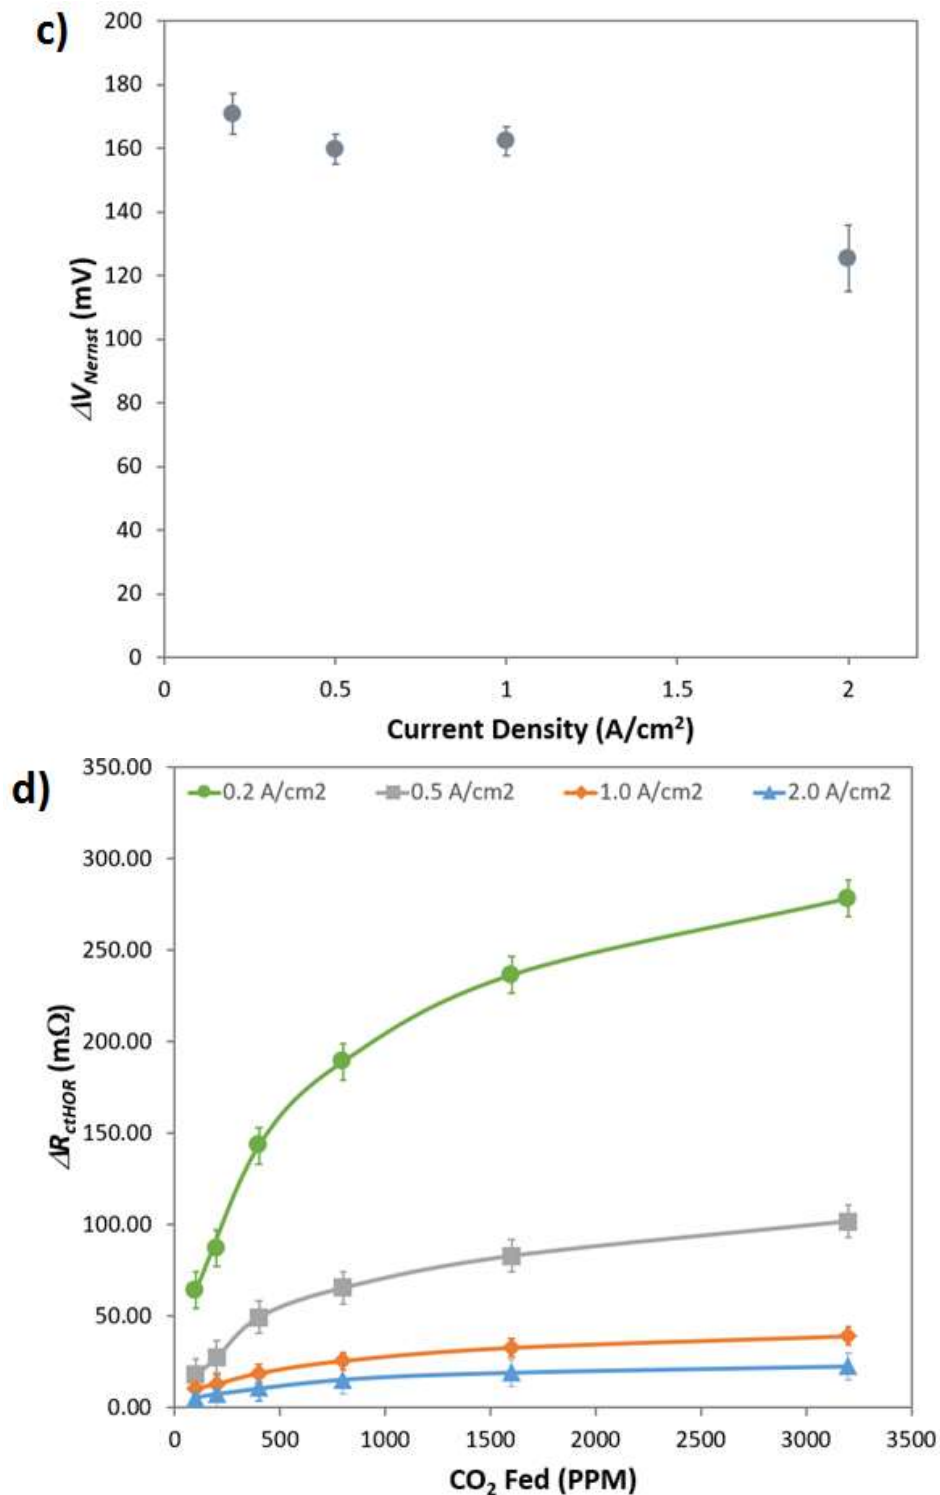 c)
200
180
160
140
120
100
80
60
40
20
0
ΔV_Nernst (mV)
0 0.5 1 1.5 2
Current Density (A/cm²)
d)
350.00
300.00
250.00
200.00
150.00
100.00
50.00
0.00
0.2 A/cm2 0.5 A/cm2 1.0 A/cm2 2.0 A/cm2
ΔR_ctHOR (mΩ)
0 500 1000 1500 2000 2500 3000 3500
CO₂ Fed (PPM)